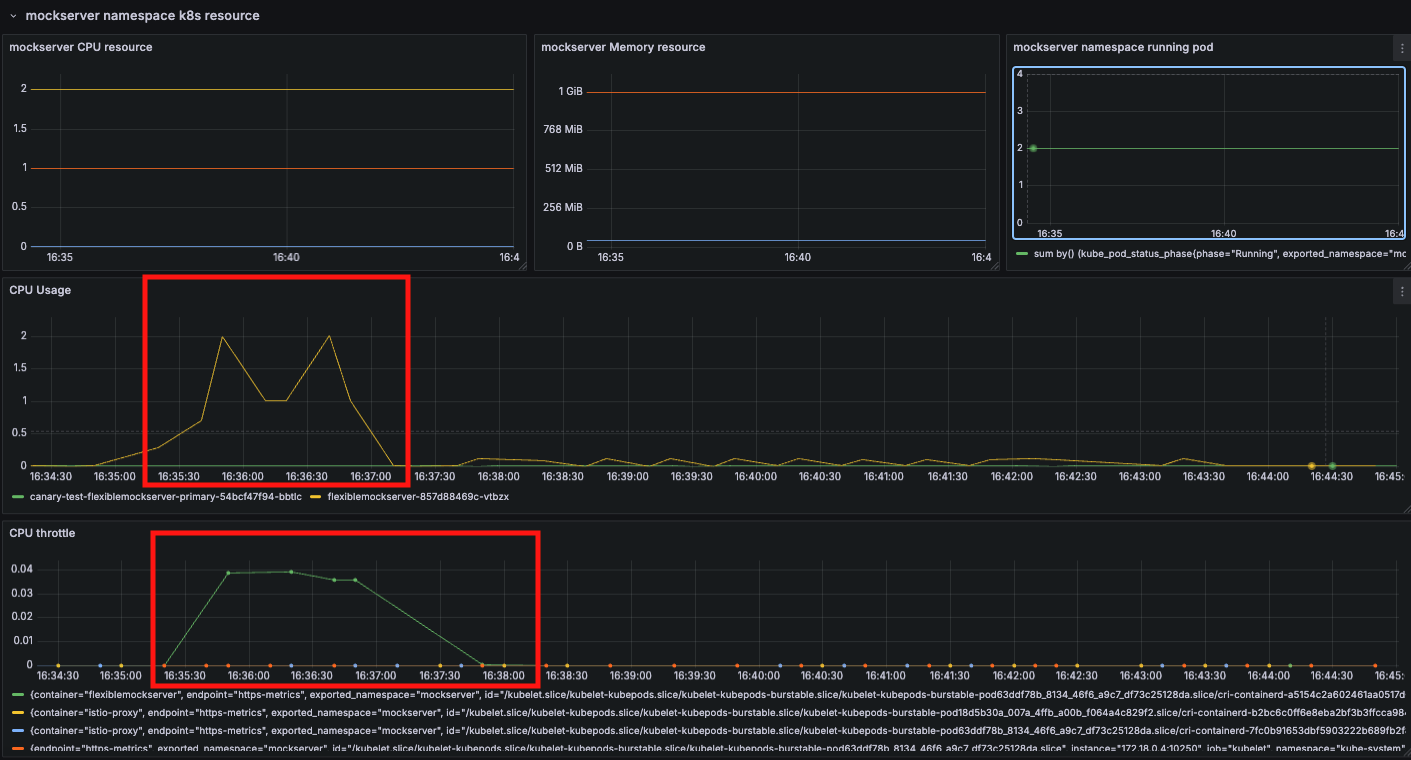 mockserver namespace k8s resource
mockserver CPU resource
2
1.5
1
0.5
0
16:35 16:40 16:4
mockserver Memory resource
1 GiB
768 MiB
512 MiB
256 MiB
0 B
16:35 16:40 16:4
mockserver namespace running pod
4
3
2
1
0
16:35 16:40 16:4
sum by() (kube_pod_status_phase{phase="Running", exported_namespace="mo
CPU Usage
2
1.5
1
0.5
0
16:34:30 16:35:00 16:35:30 16:36:00 16:36:30 16:37:00 16:37:30 16:38:00 16:38:30 16:39:00 16:39:30 16:40:00 16:40:30 16:41:00 16:41:30 16:42:00 16:42:30 16:43:00 16:43:30 16:44:00 16:44:30 16:45:
canary-test-flexiblemockserver-primary-54bcf47f94-bbtlc flexiblemockserver-857d88469c-vtbzx
CPU throttle
0.04
0.03
0.02
0.01
0
16:34:30 16:35:00 16:35:30 16:36:00 16:36:30 16:37:00 16:37:30 16:38:00 16:38:30 16:39:00 16:39:30 16:40:00 16:40:30 16:41:00 16:41:30 16:42:00 16:42:30 16:43:00 16:43:30 16:44:00 16:44:30 16:45:
{container="flexiblemockserver", endpoint="https-metrics", exported_namespace="mockserver", id="/kubelet.slice/kubelet-kubepods.slice/kubelet-kubepods-burstable.slice/kubelet-kubepods-burstable-pod63ddf78b_8134_46f6_a9c7_df73c25128da.slice/cri-containerd-a5154c2a602461aa0517d
{container="istio-proxy", endpoint="https-metrics", exported_namespace="mockserver", id="/kubelet.slice/kubelet-kubepods.slice/kubelet-kubepods-burstable.slice/kubelet-kubepods-burstable-pod18d5b30a_007a_4ffb_a00b_f064a4c829f2.slice/cri-containerd-b2bc6c0ff6e8eba2bf3b3ffcca98
{container="istio-proxy", endpoint="https-metrics", exported_namespace="mockserver", id="/kubelet.slice/kubelet-kubepods.slice/kubelet-kubepods-burstable.slice/kubelet-kubepods-burstable-pod63ddf78b_8134_46f6_a9c7_df73c25128da.slice/cri-containerd-7fc0b91653dbf5903222b689fb2f
{endpoint="https-metrics", exported_namespace="mockserver", id="/kubelet.slice/kubelet-kubepods.slice/kubelet-kubepods-burstable.slice/kubelet-kubepods-burstable-pod63ddf78b_8134_46f6_a9c7_df73c25128da.slice", instance="172.18.0.4:10250", job="kubelet", namespace="kube-system"